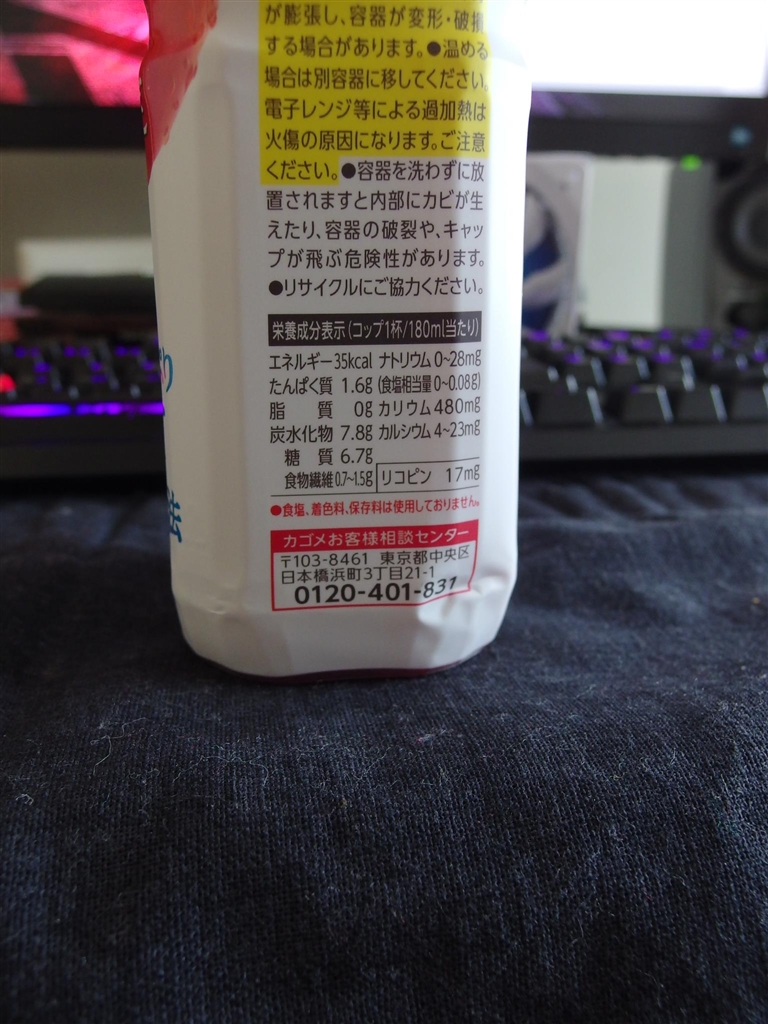 が膨張し、容器が変形・破損
する場合があります。●温める
場合は別容器に移してください。
電子レンジ等による過加熱は
火傷の原因になります。ご注意
ください。●容器を洗わずに放
置されますと内部にカビが生
えたり、容器の破裂や、キャッ
プが飛ぶ危険性があります。
●リサイクルにご協力ください。
栄養成分表示(コップ1杯/180ml当たり)
エネルギー35kcal ナトリウム0~28mg
たんぱく質 1.6g (食塩相当量0~0.08g)
脂質 0g カリウム480mg
炭水化物 7.8g カルシウム4~23mg
糖質 6.7g
食物繊維0.7~1.5g リコピン 17mg
●食塩、着色料、保存料は使用しておりません。
カゴメお客様相談センター
〒103-8461 東京都中央区
日本橋浜町3丁目21-1
0120-401-831
り
法